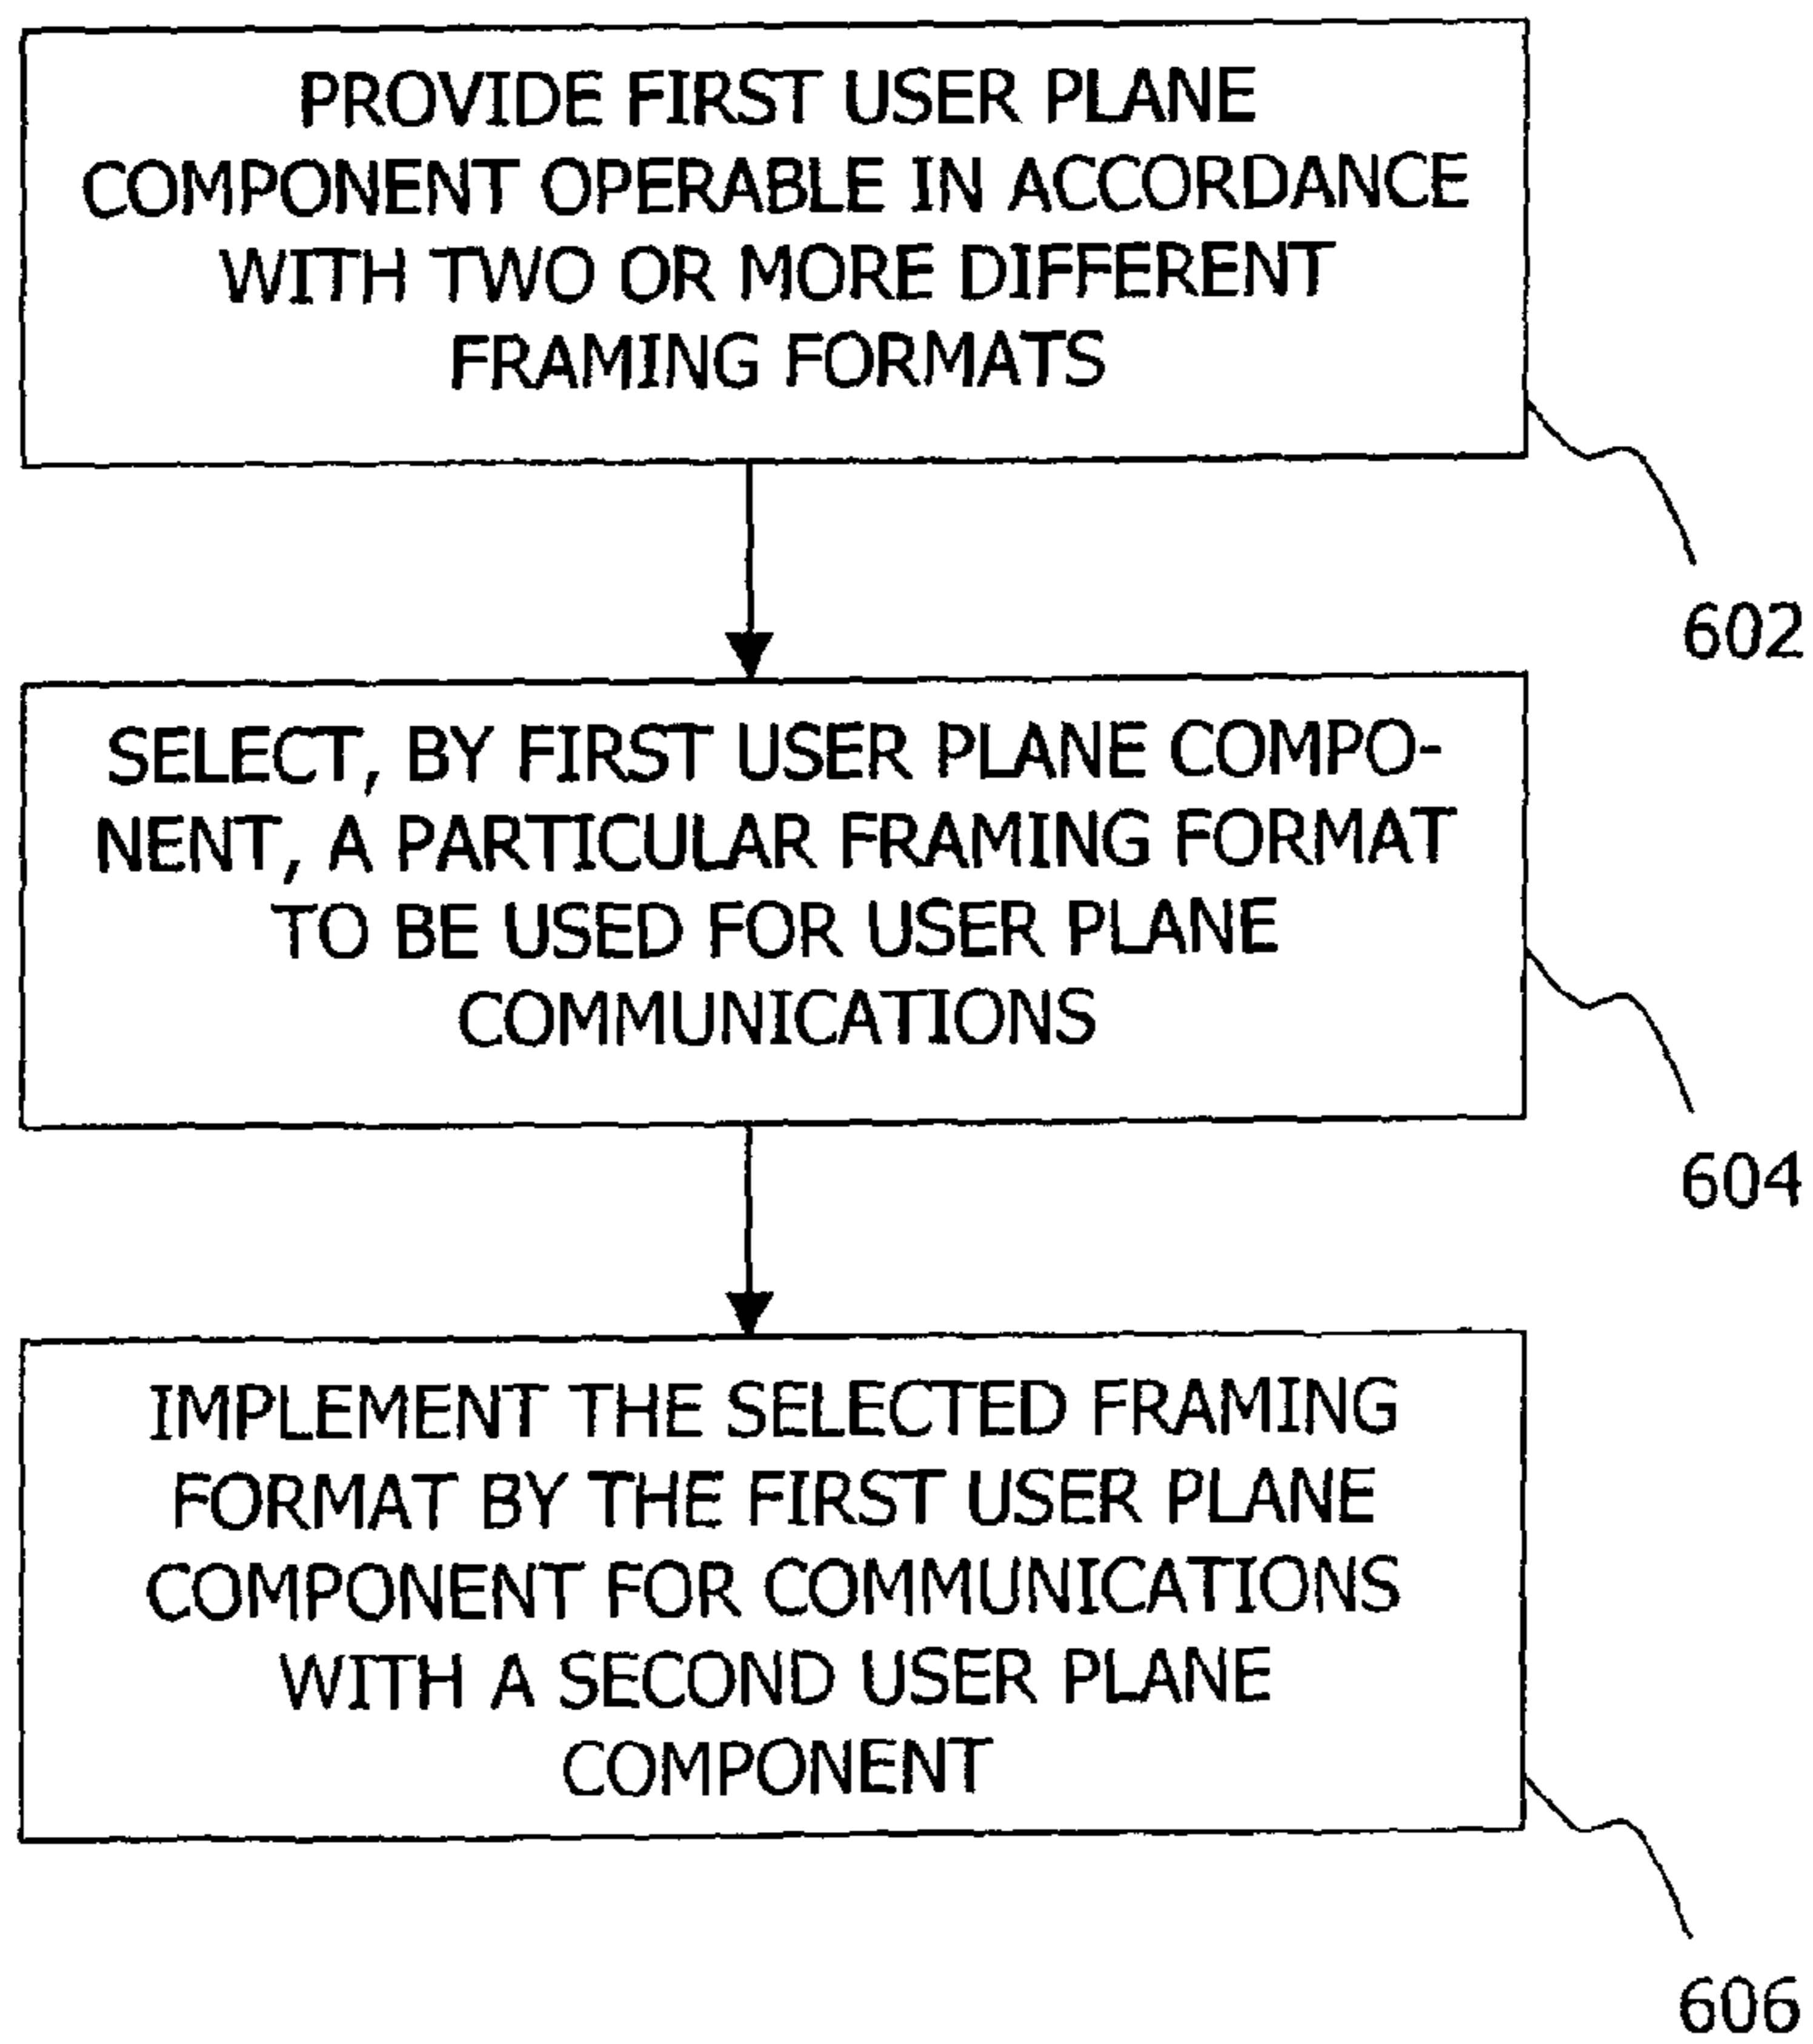 PROVIDE FIRST USER PLANE
COMPONENT OPERABLE IN ACCORDANCE
WITH TWO OR MORE DIFFERENT
FRAMING FORMATS
602
SELECT, BY FIRST USER PLANE COMPO-
NENT, A PARTICULAR FRAMING FORMAT
TO BE USED FOR USER PLANE
COMMUNICATIONS
604
IMPLEMENT THE SELECTED FRAMING
FORMAT BY THE FIRST USER PLANE
COMPONENT FOR COMMUNICATIONS
WITH A SECOND USER PLANE
COMPONENT
606